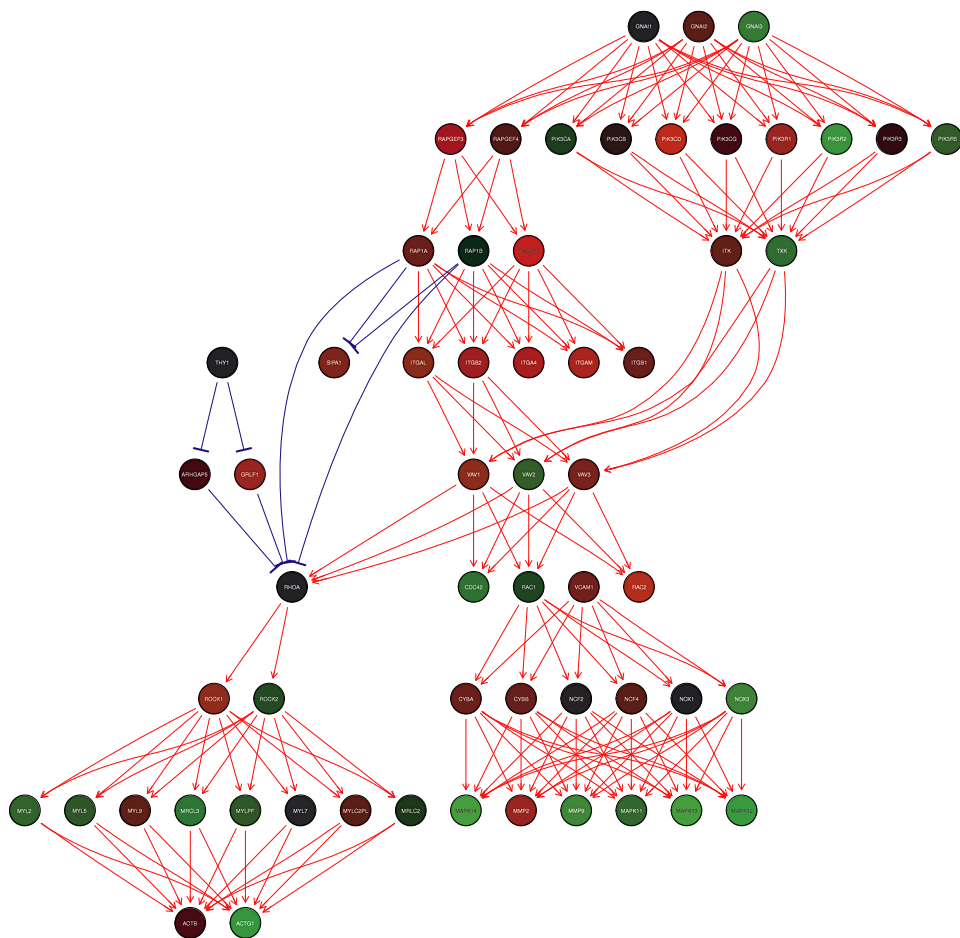 GNAI1 GNAI2 GNAI3
RAPGEF3 RAPGEF4 PIK3CA PIK3CB PIK3CD PIK3CG PIK3R1 PIK3R2 PIK3R3 PIK3R5
RAP1A RAP1B ITK TXK
THY1 SIPA1 ITGAL ITGB2 ITGA4 ITGAM ITGB1
ARHGAP5 GRLF1 VAV1 VAV2 VAV3
RHOA CDC42 RAC1 VCAM1 RAC2
ROCK1 ROCK2 CYBA CYBB NCF2 NCF4 NOX1 NOX3
MYL2 MYL5 MYL9 MRCL3 MYLPF MYL7 MYLC2PL MRLC2 MAPK14 MMP2 MMP9 MAPK11 MAPK13 MAPK12
ACTB ACTG1